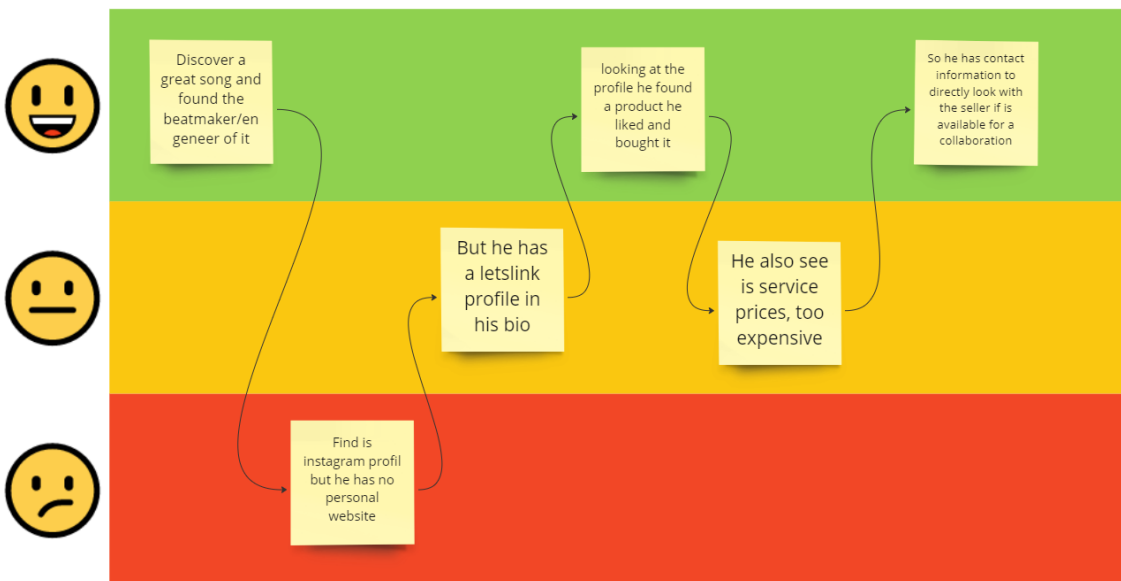 Discover a
great song and
found the
beatmaker/en
geneer of it
Find is
instagram profil
but he has no
personal
website
But he has
a letslink
profile in
his bio
looking at the
profile he found
a product he
liked and
bought it
He also see
is service
prices, too
expensive
So he has contact
information to
directly look with
the seller if is
available for a
collaboration